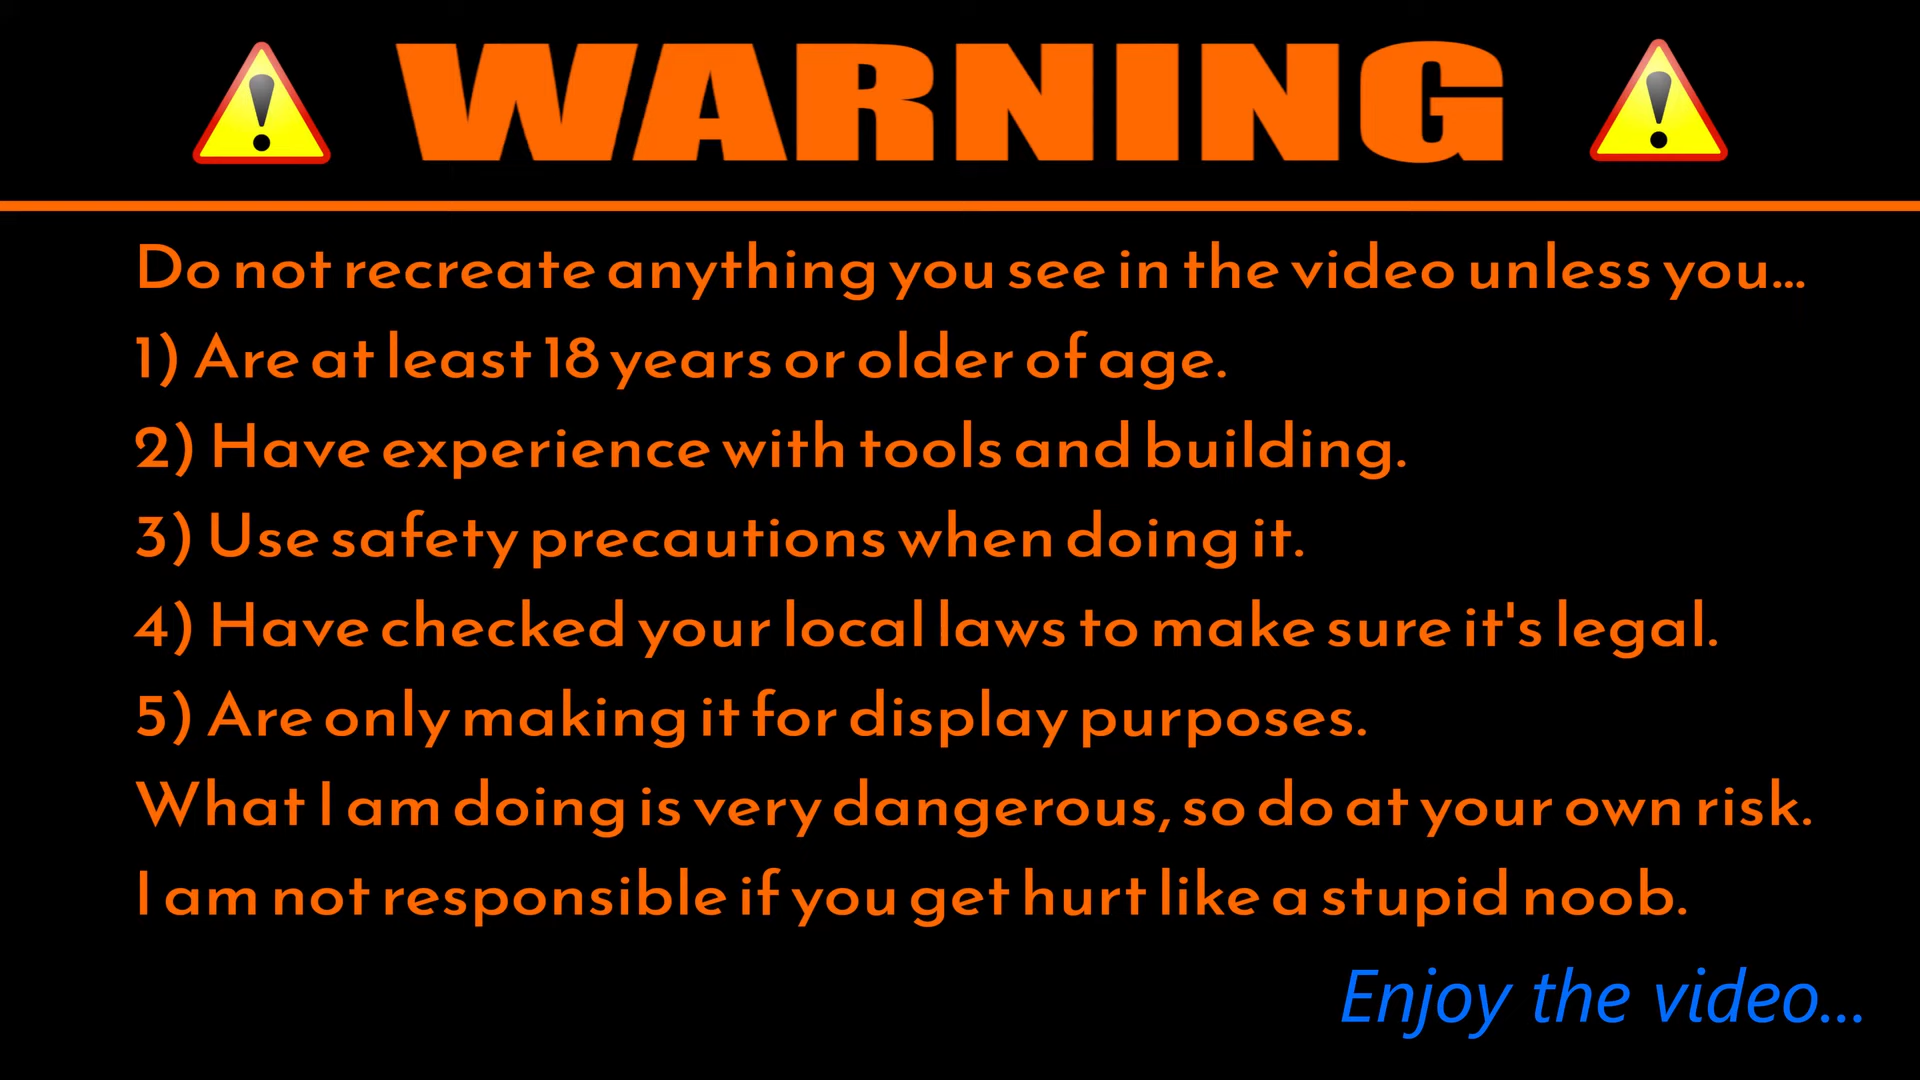 WARNING
Do not recreate anything you see in the video unless you...
1) Are at least 18 years or older of age.
2) Have experience with tools and building.
3) Use safety precautions when doing it.
4) Have checked your local laws to make sure it's legal.
5) Are only making it for display purposes.
What I am doing is very dangerous, so do at your own risk.
I am not responsible if you get hurt like a stupid noob.
Enjoy the video...